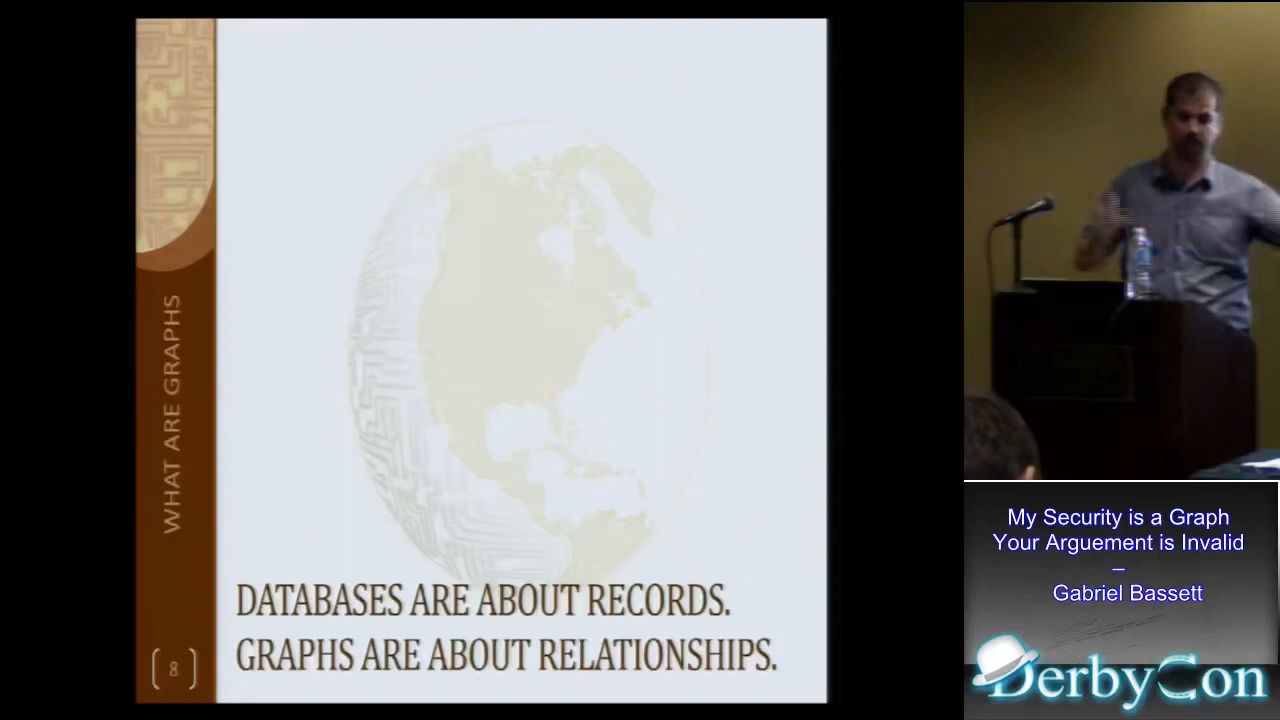 WHAT ARE GRAPHS
8
DATABASES ARE ABOUT RECORDS.
GRAPHS ARE ABOUT RELATIONSHIPS.
My Security is a Graph
Your Arguement is Invalid
–
Gabriel Bassett
DerbyCon